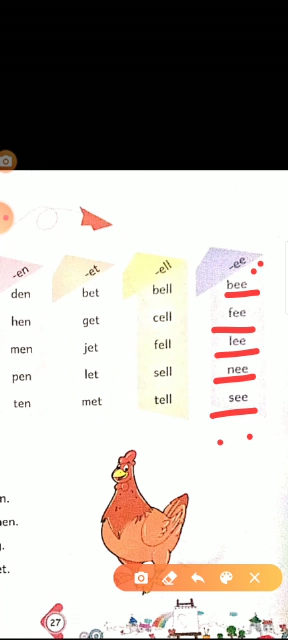 -en -et -ell -ee
den bet bell bee
hen get cell fee
men jet fell lee
pen let sell nee
ten met tell see
n.
en.
et.
27